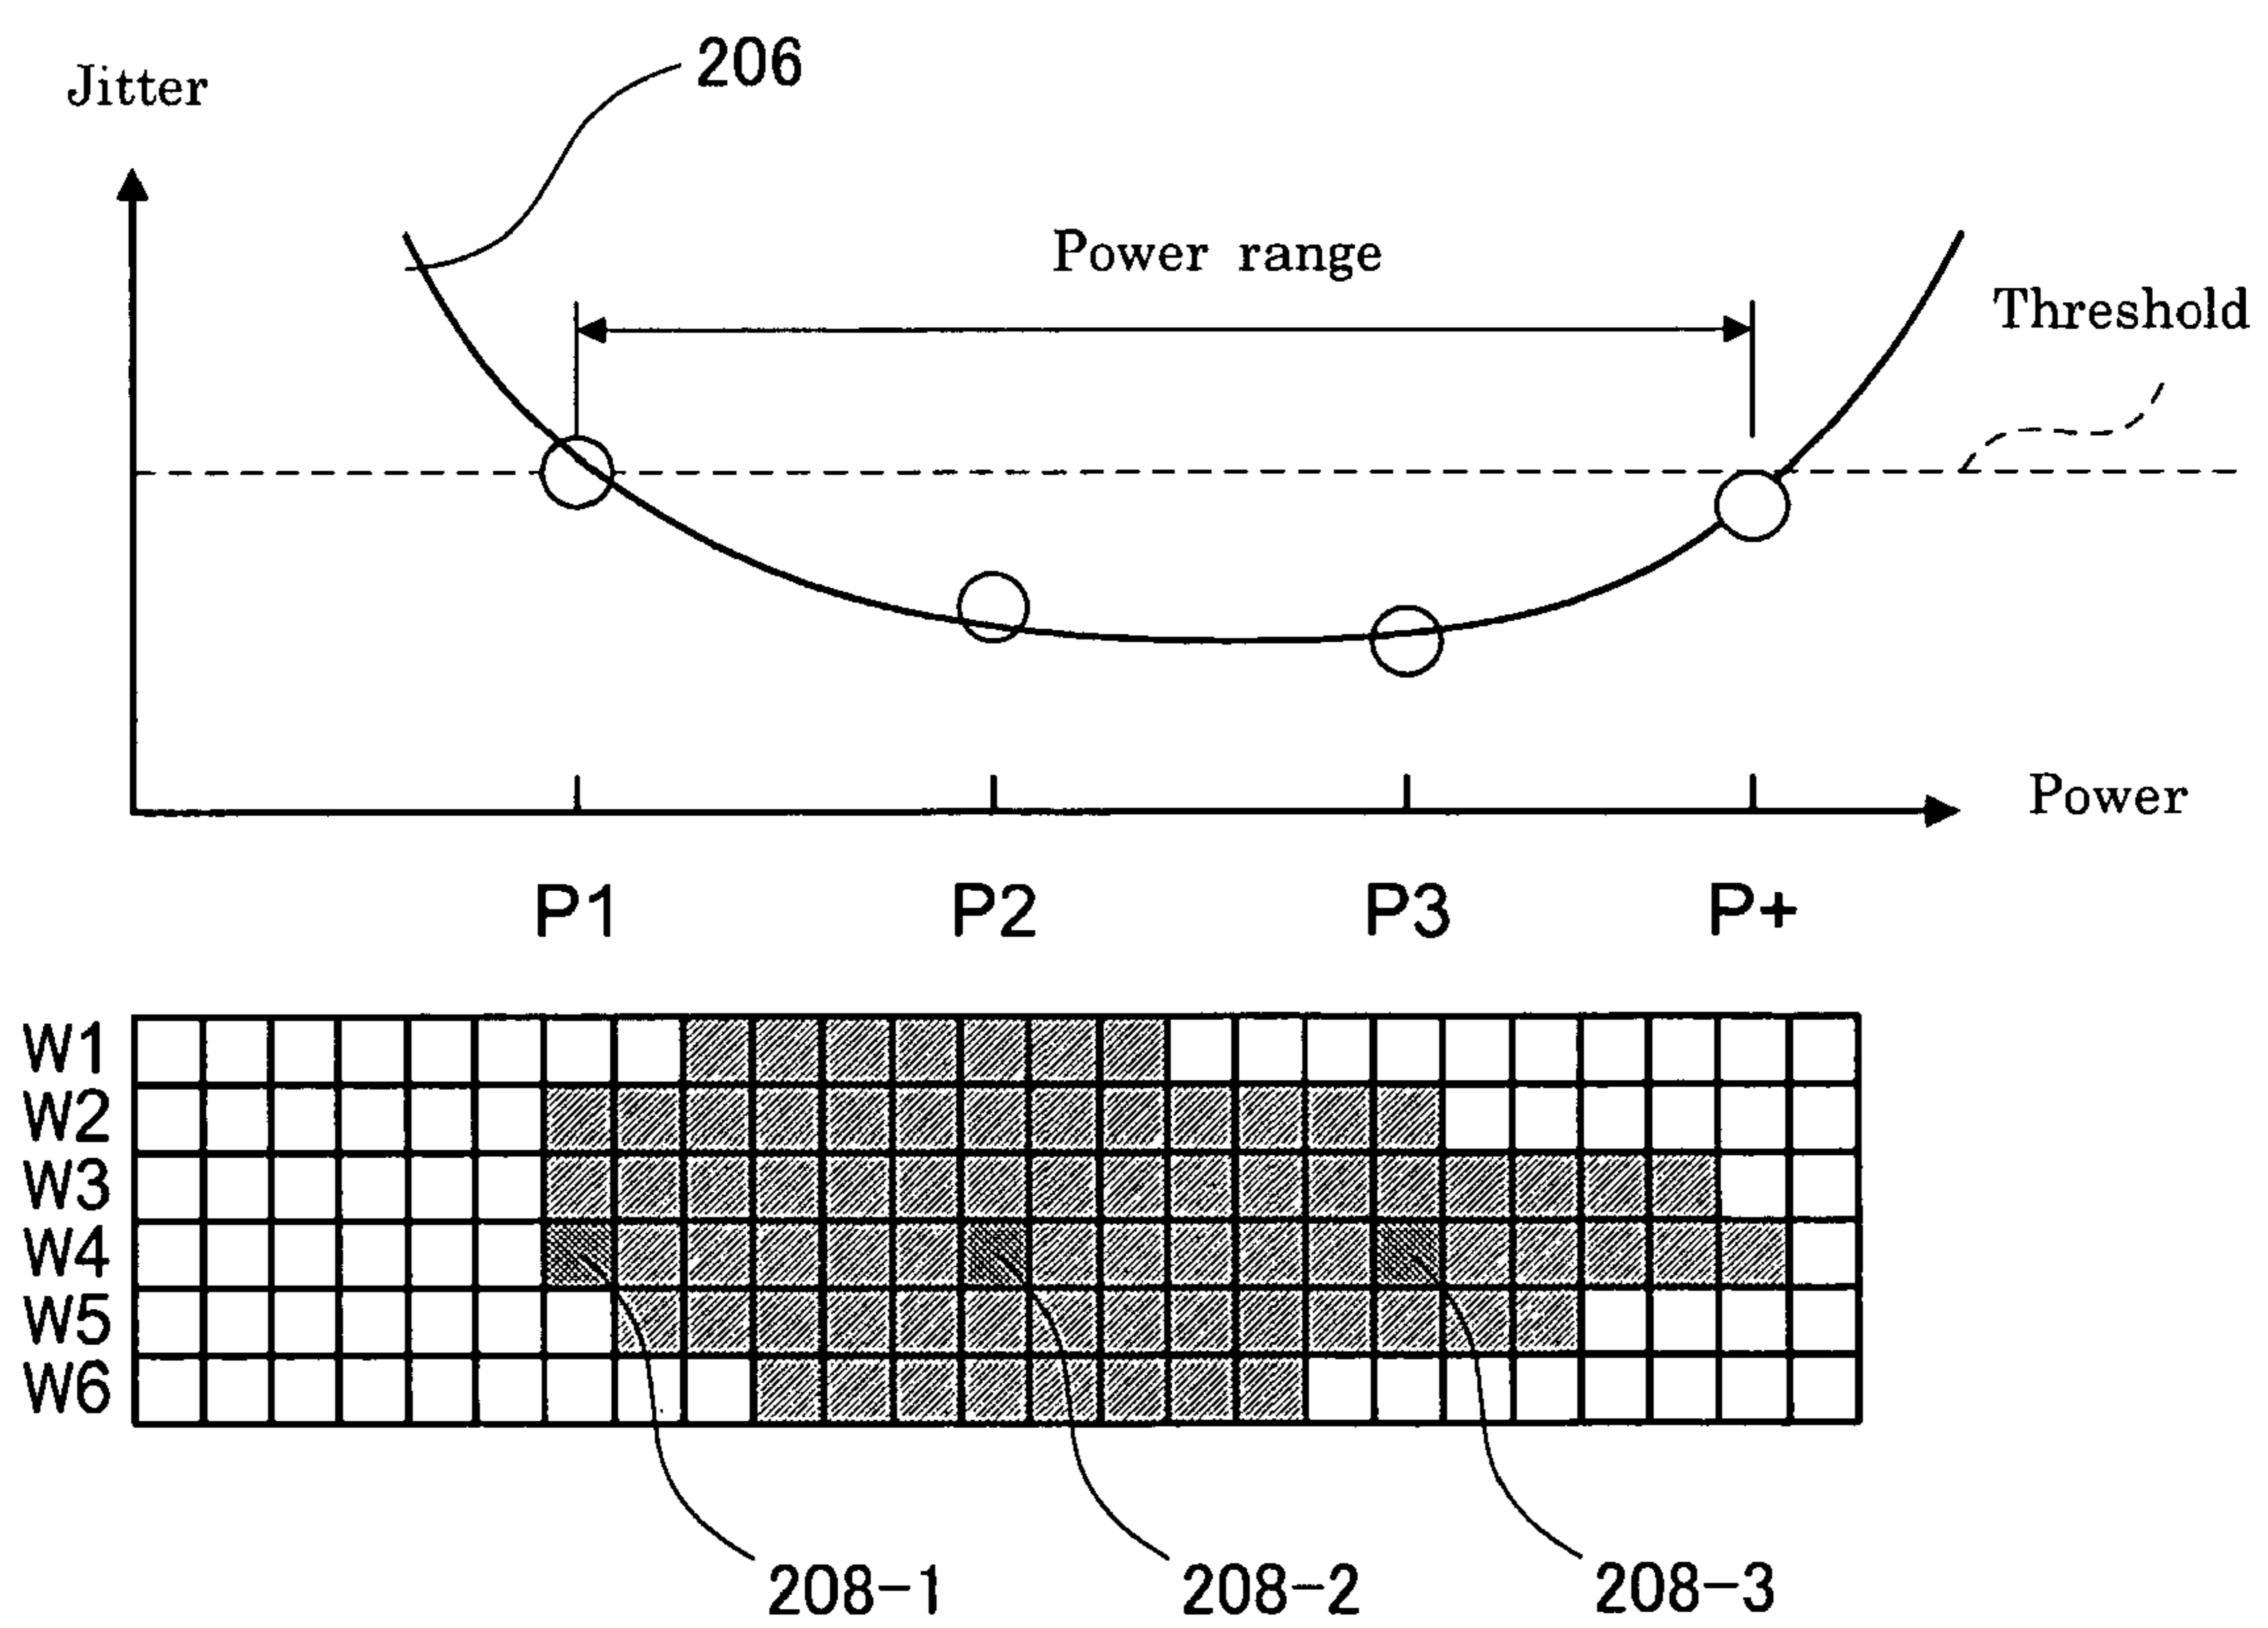 206
Jitter
Power range
Threshold
Power
P1 P2 P3 P+
W1
W2
W3
W4
W5
W6
208-1 208-2 208-3